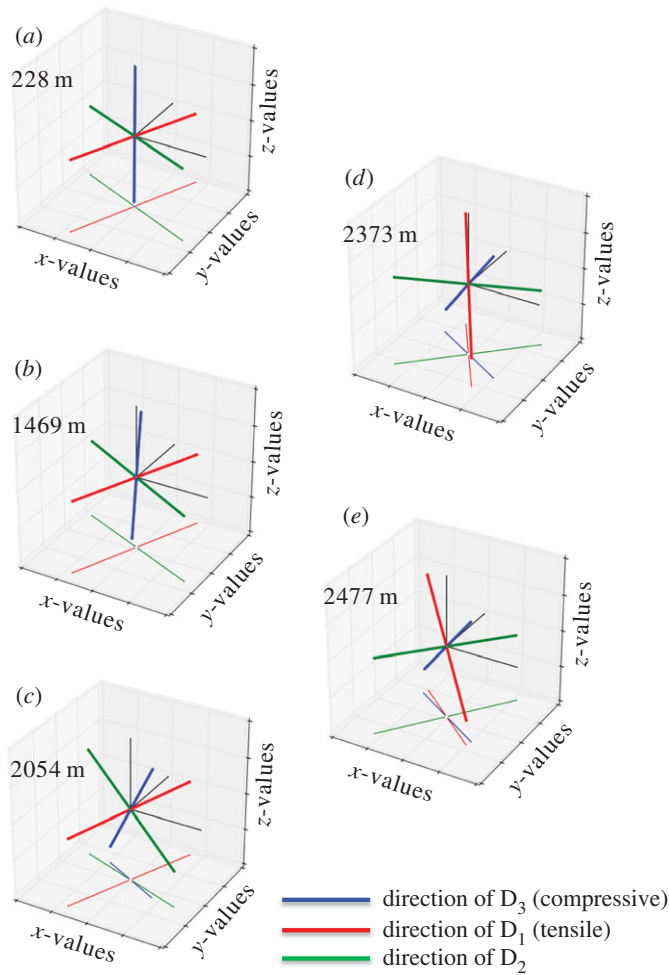 (a)
228 m
x-values
y-values
z-values
(b)
1469 m
x-values
y-values
z-values
(c)
2054 m
x-values
y-values
z-values
(d)
2373 m
x-values
y-values
z-values
(e)
2477 m
x-values
y-values
z-values
direction of D3 (compressive)
direction of D1 (tensile)
direction of D2